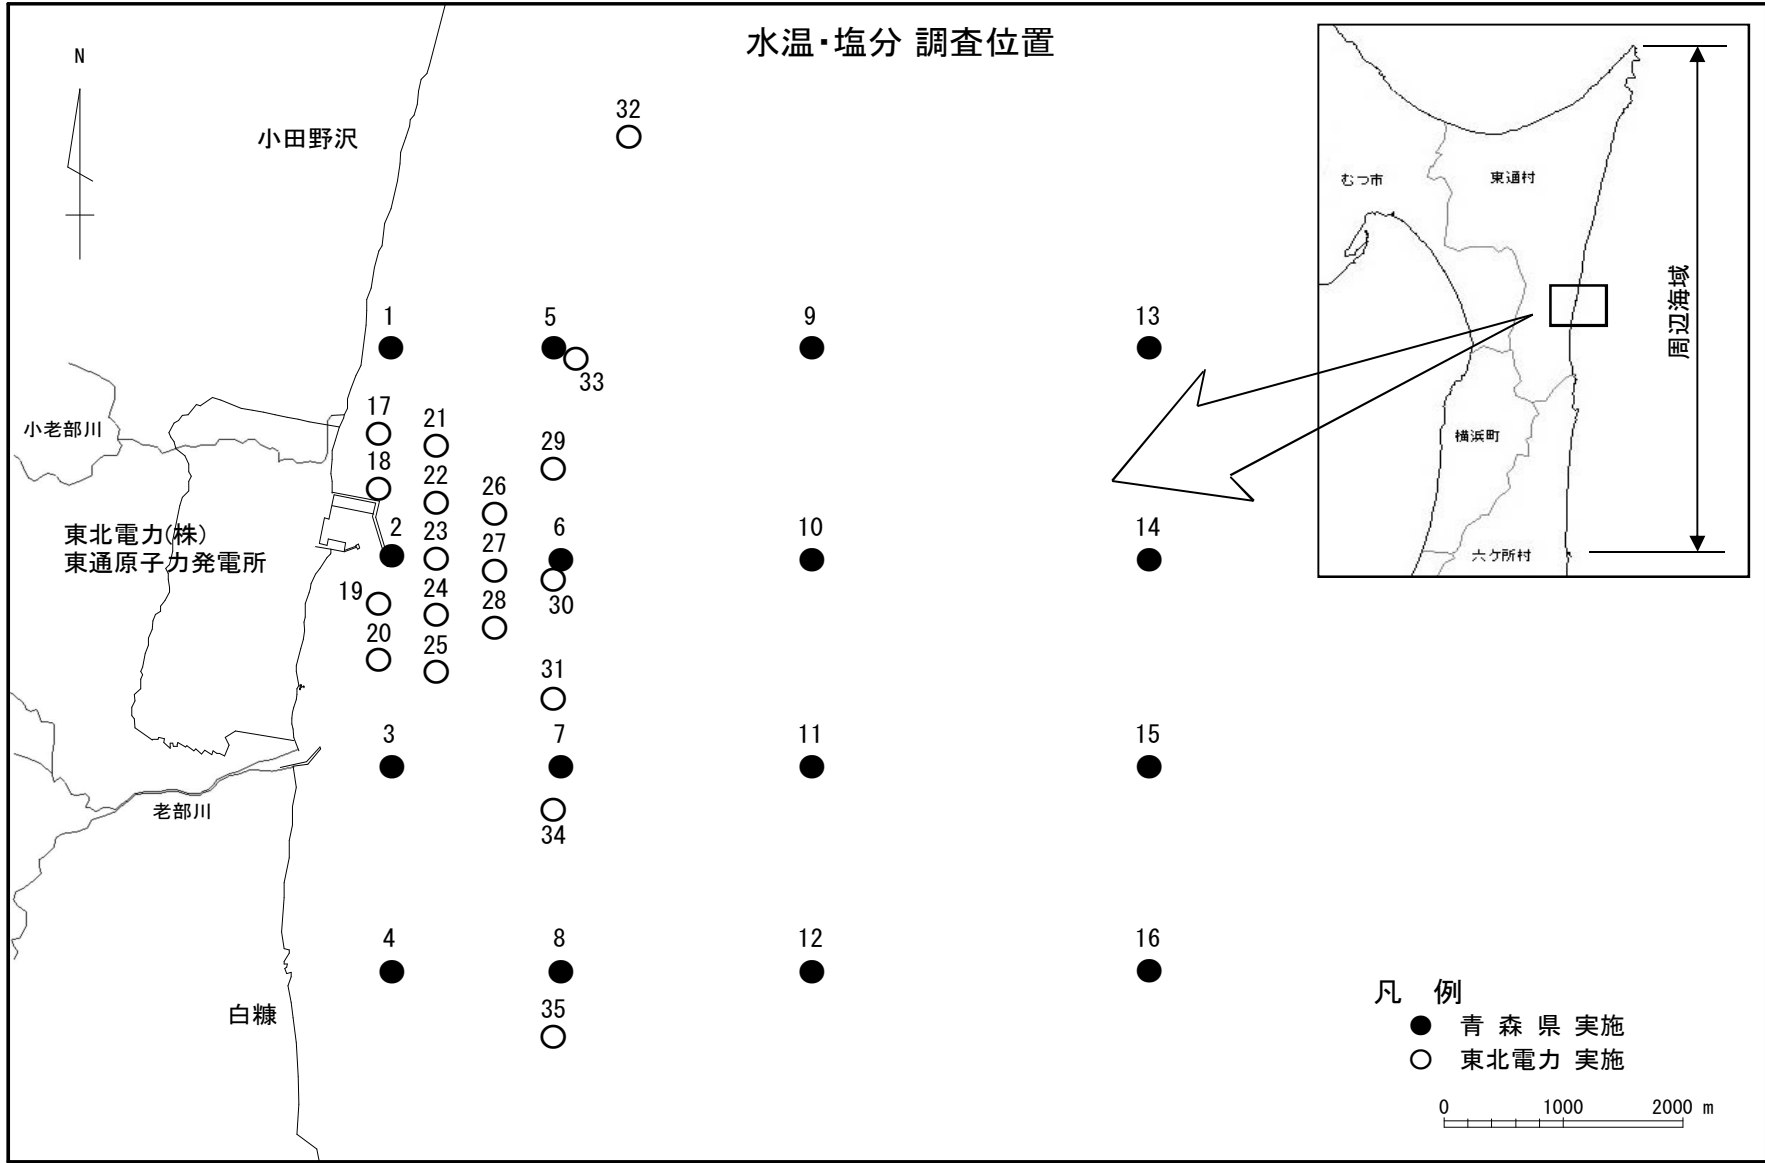 水温・塩分 調査位置
N
小田野沢
32
むつ市
東通村
周辺海域
横浜町
六ケ所村
1
5
9
13
33
17
21
小老部川
29
18
22
26
東北電力(株)
東通原子力発電所
2
23
27
6
10
14
19
24
28
30
20
25
31
3
7
11
15
老部川
34
4
8
12
16
白糠
35
凡 例
● 青 森 県 実施
○ 東北電力 実施
0 1000 2000 m